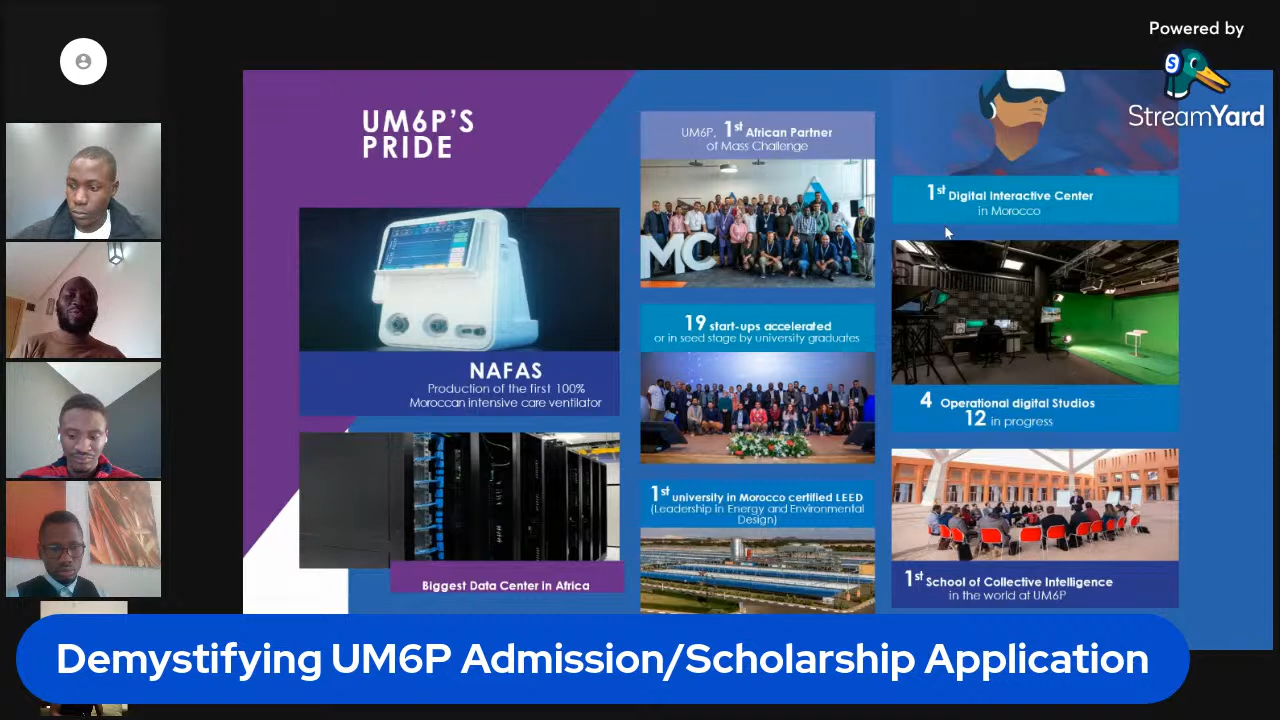 Powered by
StreamYard
UM6P'S
PRIDE
NAFAS
Production of the first 100%
Moroccan intensive care ventilator
Biggest Data Center in Africa
UM6P, 1st African Partner
of Mass Challenge
MC
19 start-ups accelerated
or in seed stage by university graduates
1st university in Morocco certified LEED
(Leadership in Energy and Environmental
Design)
1st Digital Interactive Center
in Morocco
4 Operational digital Studios
12 in progress
1st School of Collective Intelligence
in the world at UM6P
Demystifying UM6P Admission/Scholarship Application